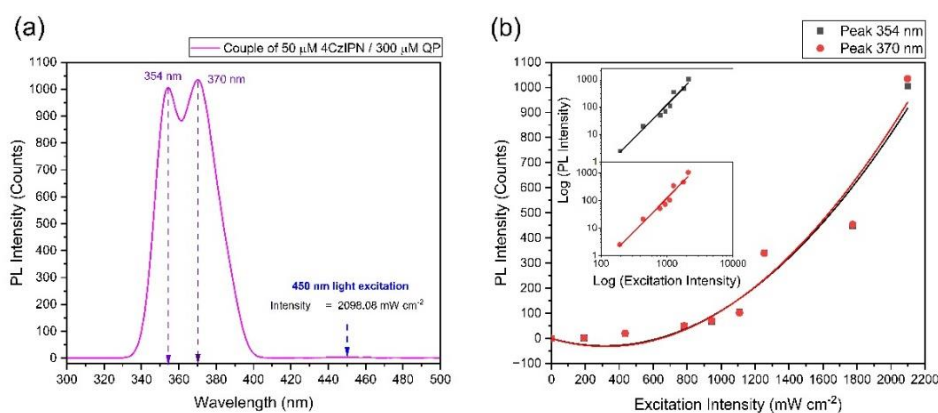 (a)
Couple of 50 μM 4CzIPN / 300 μM QP
1100
1000
900
800
700
600
500
400
300
200
100
0
PL Intensity (Counts)
354 nm
370 nm
450 nm light excitation
Intensity = 2098.08 mW cm-2
300 320 340 360 380 400 420 440 460 480 500
Wavelength (nm)
(b)
Peak 354 nm
Peak 370 nm
1100
1000
900
800
700
600
500
400
300
200
100
0
−100
PL Intensity (Counts)
1000
100
10
1
1000
100
10
1
Log (PL Intensity)
100 1000 10000
Log (Excitation Intensity)
0 200 400 600 800 1000 1200 1400 1600 1800 2000 2200
Excitation Intensity (mW cm-2)